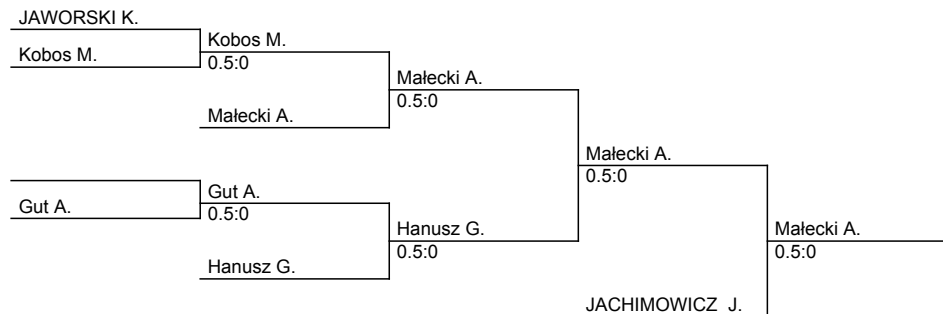 JAWORSKI K.
Kobos M.
Kobos M.
0.5:0
Małecki A.
0.5:0
Małecki A.
Małecki A.
0.5:0
Gut A.
0.5:0
Gut A.
Hanusz G.
0.5:0
Małecki A.
0.5:0
Hanusz G.
JACHIMOWICZ J.